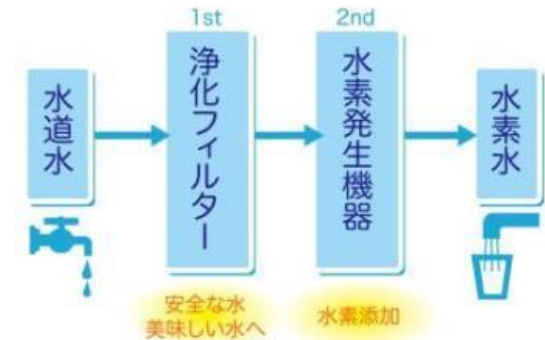 1st
2nd
水道水
浄化フィルター
水素発生機器
水素水
安全な水
美味しい水へ
水素添加